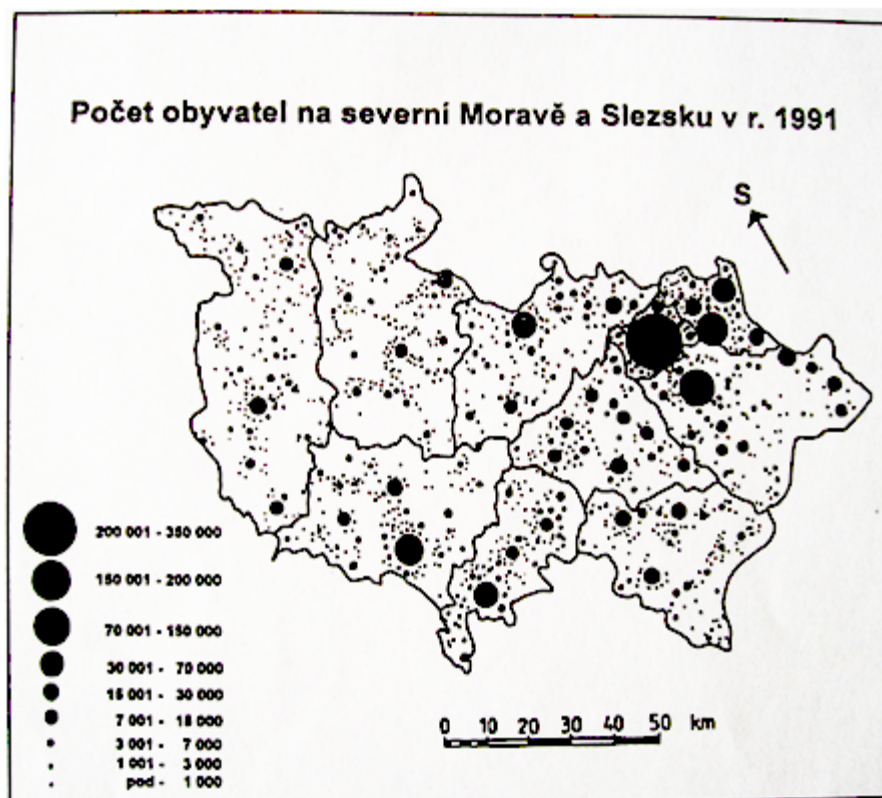 Počet obyvatel na severní Moravě a Slezsku v r. 1991
S
200 001 - 350 000
150 001 - 200 000
70 001 - 150 000
30 001 - 70 000
15 001 - 30 000
7 001 - 15 000
3 001 - 7 000
1 001 - 3 000
pod - 1 000
0 10 20 30 40 50 km